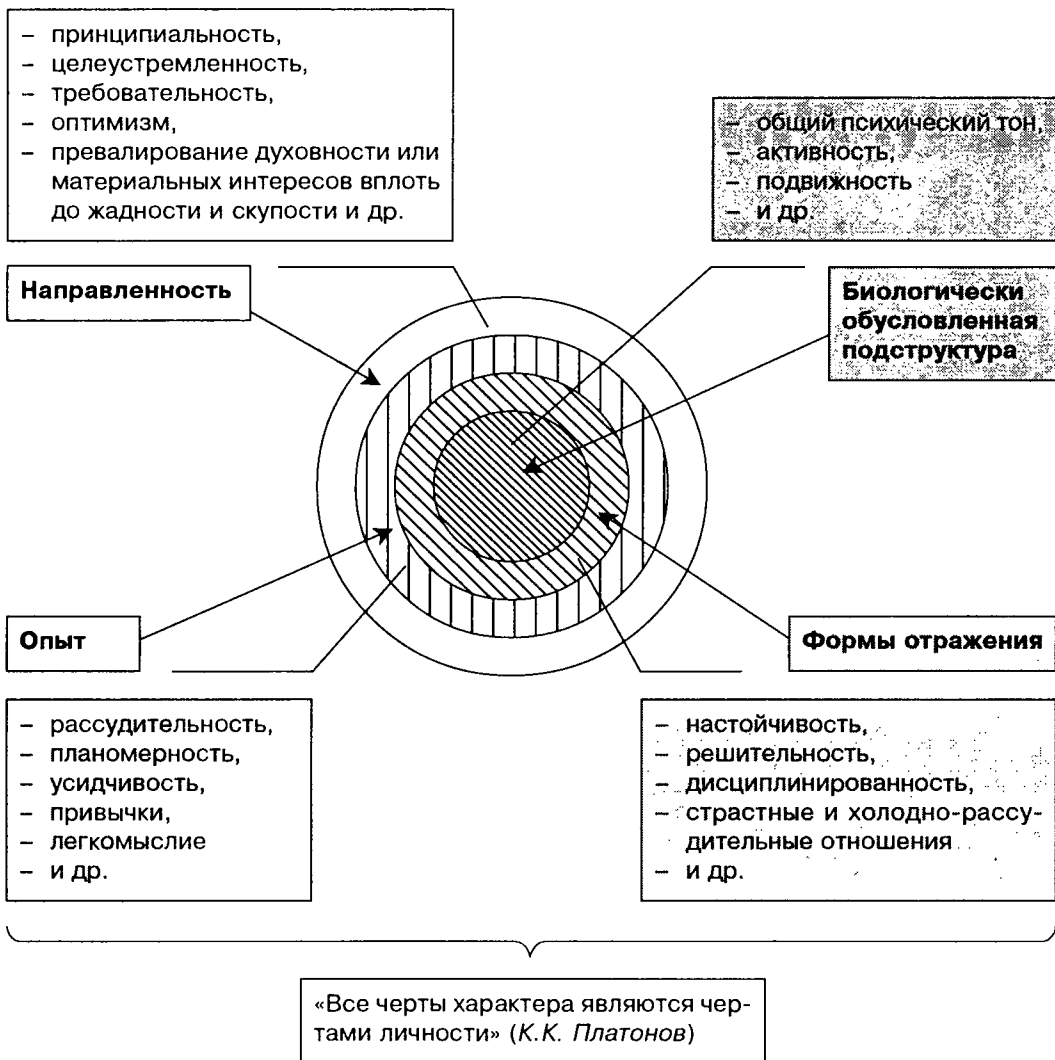 – принципиальность,
– целеустремленность,
– требовательность,
– оптимизм,
– превалирование духовности или
материальных интересов вплоть
до жадности и скупости и др.
– общий психический тон,
– активность,
– подвижность
– и др.
Направленность
Биологически
обусловленная
подструктура
Опыт
Формы отражения
– рассудительность,
– планомерность,
– усидчивость,
– привычки,
– легкомыслие
– и др.
– настойчивость,
– решительность,
– дисциплинированность,
– страстные и холодно-рассу-
дительные отношения
– и др.
«Все черты характера являются чер-
тами личности» (К.К. Платонов)